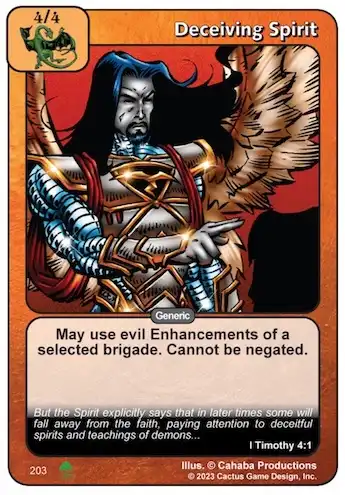 4/4
Deceiving Spirit
Generic
May use evil Enhancements of a
selected brigade. Cannot be negated.
But the Spirit explicitly says that in later times some will
fall away from the faith, paying attention to deceitful
spirits and teachings of demons...
I Timothy 4:1
Illus. © Cahaba Productions
203
© 2023 Cactus Game Design, Inc.